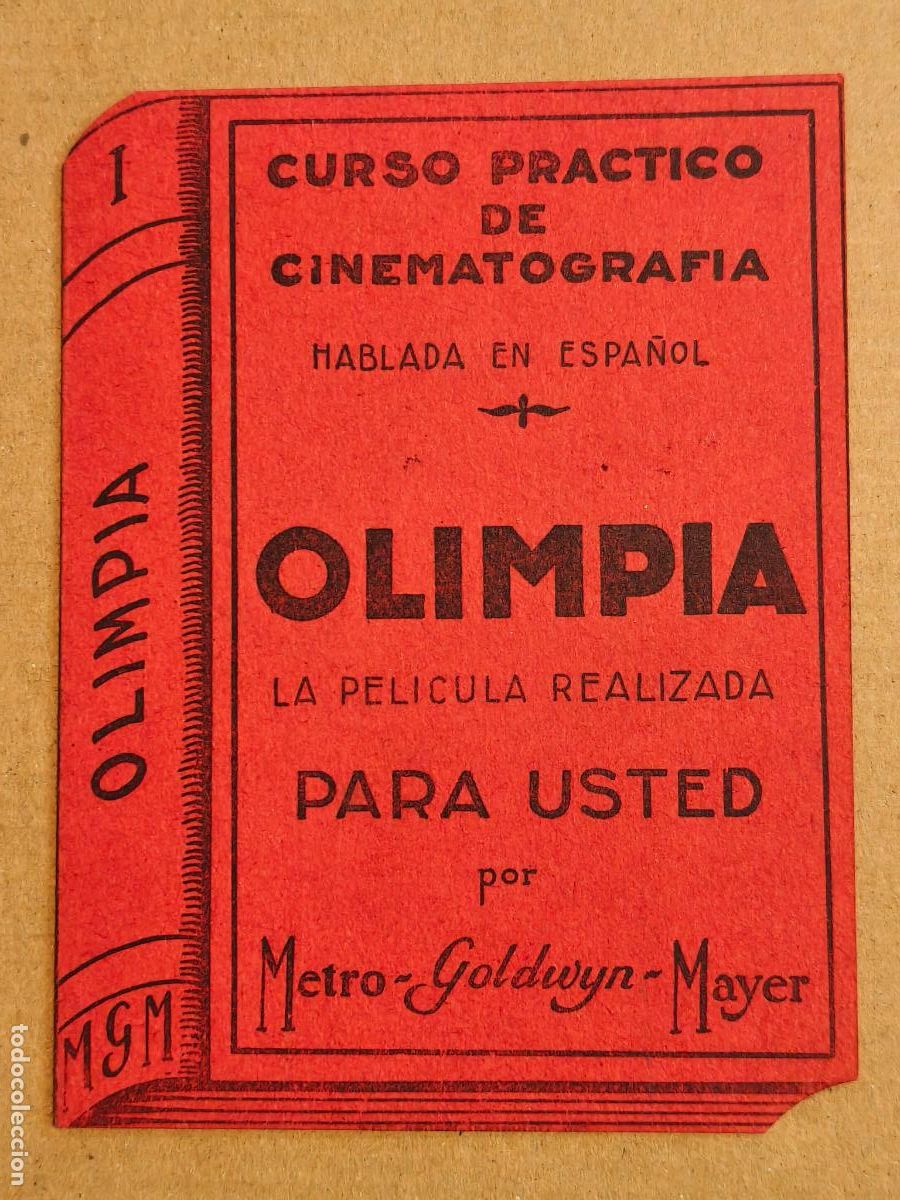 I
OLIMPIA
MGM
CURSO PRACTICO
DE
CINEMATOGRAFIA
HABLADA EN ESPAÑOL
OLIMPIA
LA PELICULA REALIZADA
PARA USTED
por
Metro-Goldwyn-Mayer
todocoleccion